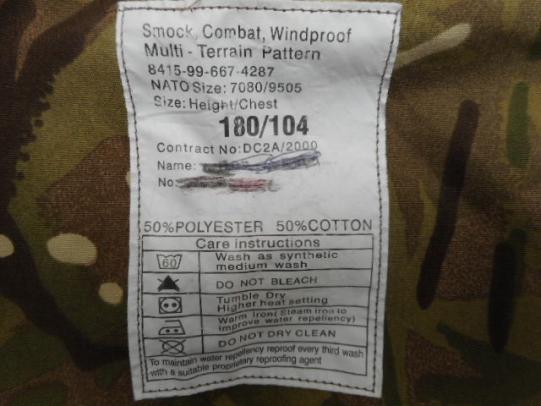 Smock, Combat, Windproof
Multi - Terrain Pattern
8415-99-667-4287
NATO Size: 7080/9505
Size: Height/Chest
180/104
Contract No:DC2A/2000
Name:
No:
50%POLYESTER 50%COTTON
Care instructions
60
Wash as synthetic
medium wash
DO NOT BLEACH
Tumble Dry
Higher heat setting
Warm Iron( Steam iron to
improve water repellency)
DO NOT DRY CLEAN
To maintain water repellency reproof every third wash
with a suitable proprietary reproofing agent